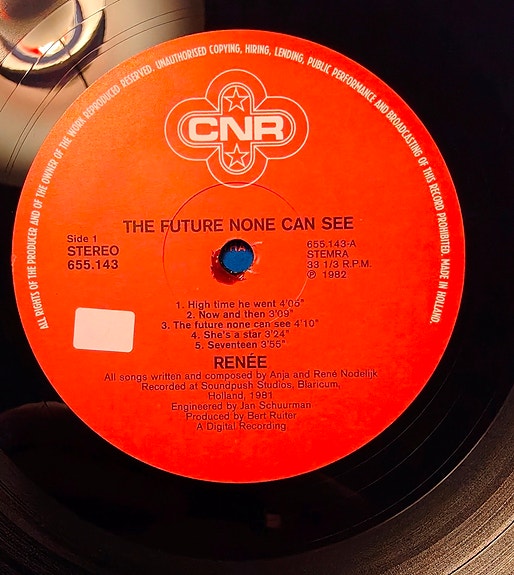 ALL RIGHTS OF THE PRODUCER AND OF THE OWNER OF THE WORK REPRODUCED RESERVED. UNAUTHORISED COPYING, HIRING, LENDING, PUBLIC PERFORMANCE AND BROADCASTING OF THIS RECORD PROHIBITED. MADE IN HOLLAND.
CNR
THE FUTURE NONE CAN SEE
Side 1
STEREO
655.143
655.143-A
STEMRA
33 1/3 R.P.M.
℗ 1982
1. High time he went 4'05"
2. Now and then 3'09"
3. The future none can see 4'10"
4. She's a star 3'24"
5. Seventeen 3'55"
RENÉE
All songs written and composed by Anja and René Nodelijk
Recorded at Soundpush Studios, Blaricum,
Holland, 1981
Engineered by Jan Schuurman
Produced by Bert Ruiter
A Digital Recording